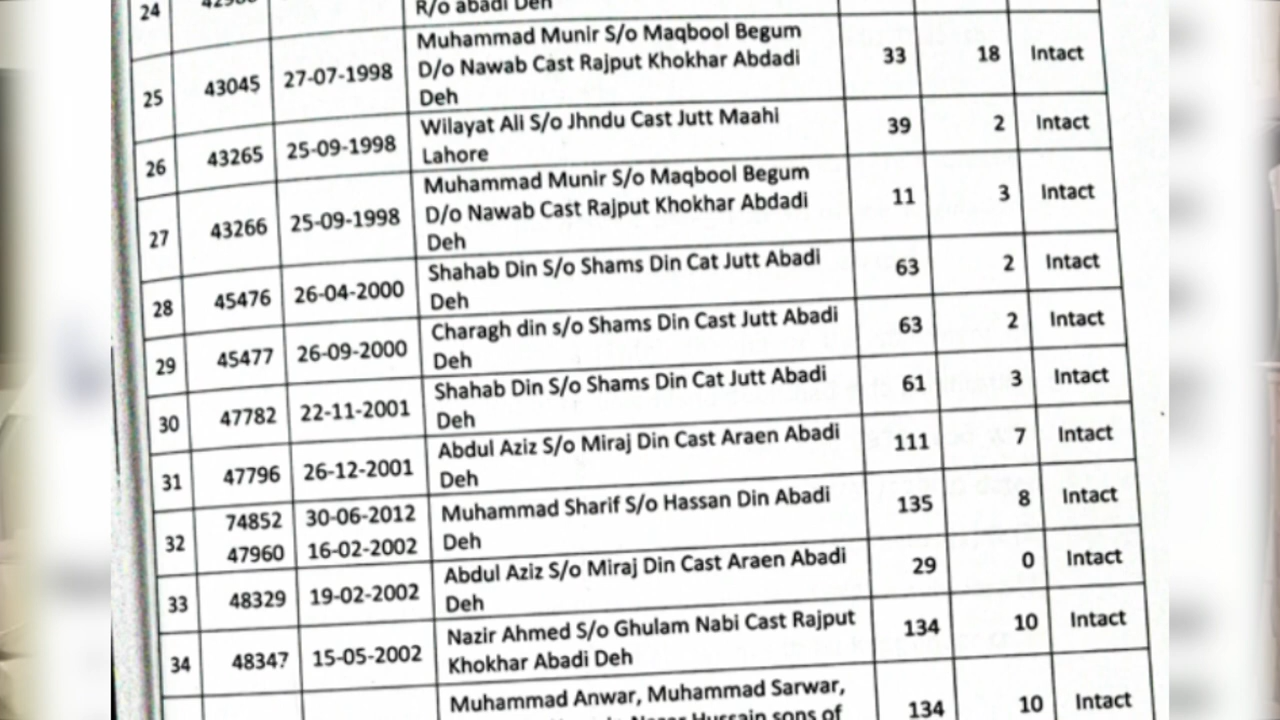 24
R/o abadi Deh
25 43045 27-07-1998 Muhammad Munir S/o Maqbool Begum 33 18 Intact
D/o Nawab Cast Rajput Khokhar Abdadi
Deh
26 43265 25-09-1998 Wilayat Ali S/o Jhndu Cast Jutt Maahi 39 2 Intact
Lahore
27 43266 25-09-1998 Muhammad Munir S/o Maqbool Begum 11 3 Intact
D/o Nawab Cast Rajput Khokhar Abdadi
Deh
28 45476 26-04-2000 Shahab Din S/o Shams Din Cat Jutt Abadi 63 2 Intact
Deh
29 45477 26-09-2000 Charagh din s/o Shams Din Cast Jutt Abadi 63 2 Intact
Deh
30 47782 22-11-2001 Shahab Din S/o Shams Din Cat Jutt Abadi 61 3 Intact
Deh
31 47796 26-12-2001 Abdul Aziz S/o Miraj Din Cast Araen Abadi 111 7 Intact
Deh
32 74852 30-06-2012 Muhammad Sharif S/o Hassan Din Abadi 135 8 Intact
47960 16-02-2002 Deh
33 48329 19-02-2002 Abdul Aziz S/o Miraj Din Cast Araen Abadi 29 0 Intact
Deh
34 48347 15-05-2002 Nazir Ahmed S/o Ghulam Nabi Cast Rajput 134 10 Intact
Khokhar Abadi Deh
Muhammad Anwar, Muhammad Sarwar, 134 10 Intact
Hussain sons of